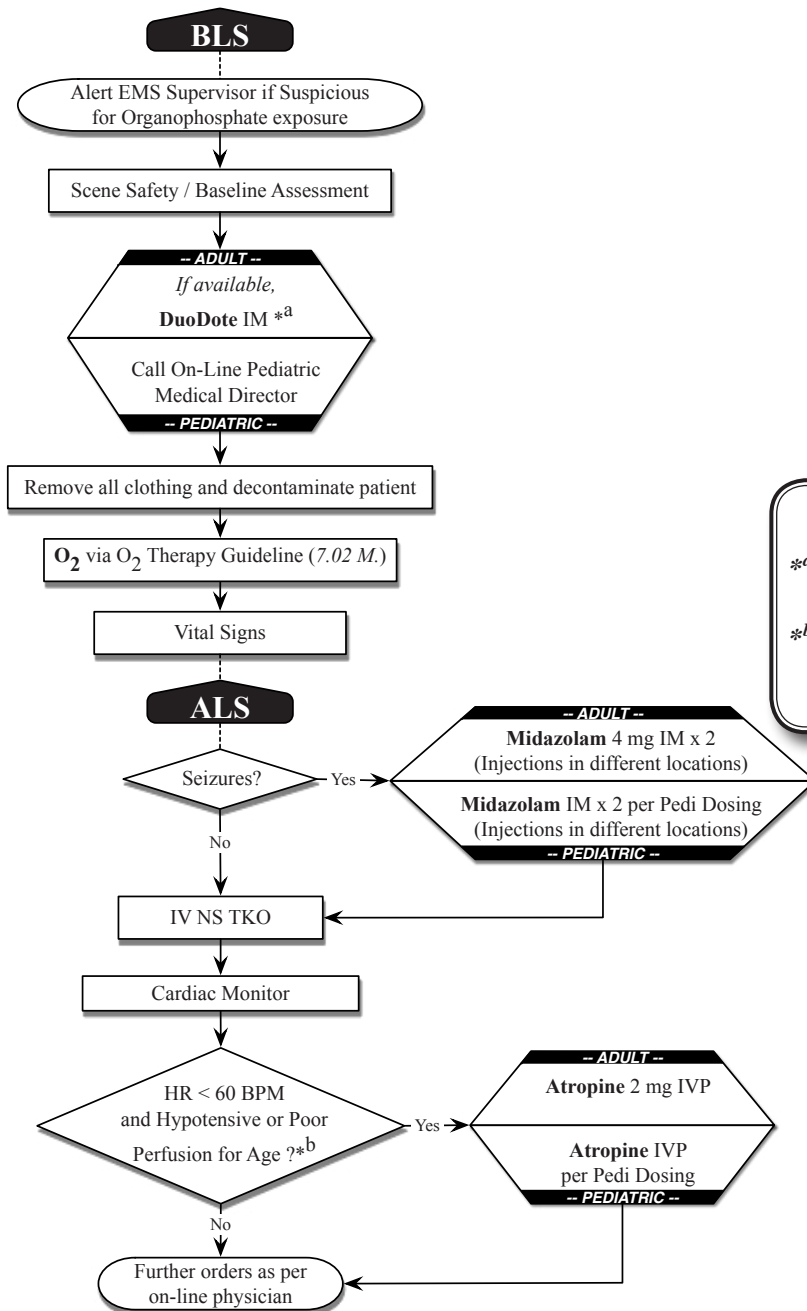 BLS
Alert EMS Supervisor if Suspicious
for Organophosphate exposure
Scene Safety / Baseline Assessment
-- ADULT --
If available,
DuoDote IM *a
Call On-Line Pediatric
Medical Director
-- PEDIATRIC --
Remove all clothing and decontaminate patient
O2 via O2 Therapy Guideline (7.02 M.)
Vital Signs
ALS
Seizures?
Yes
-- ADULT --
Midazolam 4 mg IM x 2
(Injections in different locations)
Midazolam IM x 2 per Pedi Dosing
(Injections in different locations)
-- PEDIATRIC --
No
IV NS TKO
Cardiac Monitor
HR < 60 BPM
and Hypotensive or Poor
Perfusion for Age ?*b
Yes
-- ADULT --
Atropine 2 mg IVP
Atropine IVP
per Pedi Dosing
-- PEDIATRIC --
No
Further orders as per
on-line physician
*a
*b